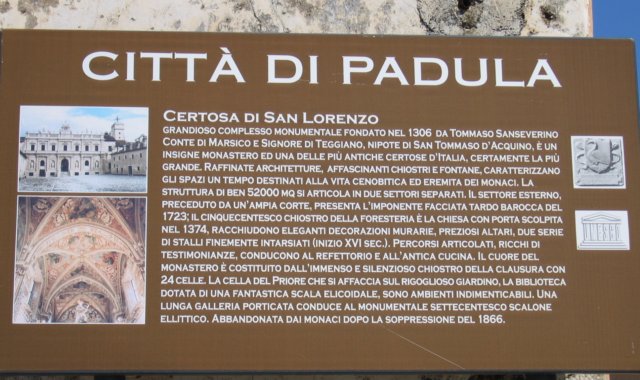 CITTÀ DI PADULA
CERTOSA DI SAN LORENZO
GRANDIOSO COMPLESSO MONUMENTALE FONDATO NEL 1306 DA TOMMASO SANSEVERINO
CONTE DI MARSICO E SIGNORE DI TEGGIANO, NIPOTE DI SAN TOMMASO D'ACQUINO, È UN
INSIGNE MONASTERO ED UNA DELLE PIÙ ANTICHE CERTOSE D'ITALIA, CERTAMENTE LA PIÙ
GRANDE. RAFFINATE ARCHITETTURE, AFFASCINANTI CHIOSTRI E FONTANE, CARATTERIZZANO
GLI SPAZI UN TEMPO DESTINATI ALLA VITA CENOBITICA ED EREMITA DEI MONACI. LA
STRUTTURA DI BEN 52000 MQ SI ARTICOLA IN DUE SETTORI SEPARATI. IL SETTORE ESTERNO,
PRECEDUTO DA UN'AMPIA CORTE, PRESENTA L'IMPONENTE FACCIATA TARDO BAROCCA DEL
1723; IL CINQUECENTESCO CHIOSTRO DELLA FORESTERIA E LA CHIESA CON PORTA SCOLPITA
NEL 1374, RACCHIUDONO ELEGANTI DECORAZIONI MURARIE, PREZIOSI ALTARI, DUE SERIE
DI STALLI FINEMENTE INTARSIATI (INIZIO XVI SEC.). PERCORSI ARTICOLATI, RICCHI DI
TESTIMONIANZE, CONDUCONO AL REFETTORIO E ALL'ANTICA CUCINA. IL CUORE DEL
MONASTERO È COSTITUITO DALL'IMMENSO E SILENZIOSO CHIOSTRO DELLA CLAUSURA CON
24 CELLE. LA CELLA DEL PRIORE CHE SI AFFACCIA SUL RIGOGLIOSO GIARDINO, LA BIBLIOTECA
DOTATA DI UNA FANTASTICA SCALA ELICOIDALE, SONO AMBIENTI INDIMENTICABILI. UNA
LUNGA GALLERIA PORTICATA CONDUCE AL MONUMENTALE SETTECENTESCO SCALONE
ELLITTICO. ABBANDONATA DAI MONACI DOPO LA SOPPRESSIONE DEL 1866.
UNESCO